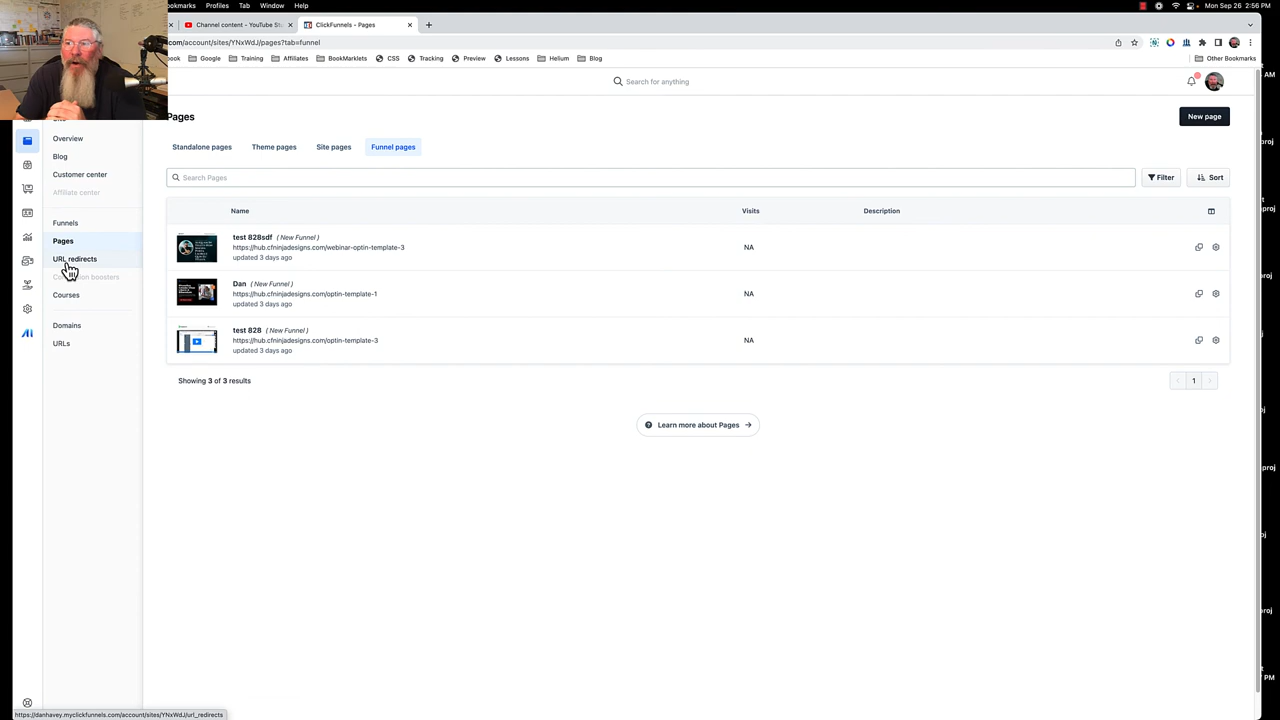 okmarks Profiles Tab Window Help
Mon Sep 26 2:56 PM
Channel content - YouTube St
ClickFunnels - Pages
com/account/sites/YNxWdJ/pages?tab=funnel
ook Google Training Affiliates BookMarklets CSS Tracking Preview Lessons Helium Blog
Other Bookmarks
Search for anything
Pages
New page
Overview
Blog
Customer center
Affiliate center
Funnels
Pages
URL redirects
Courses
Domains
URLs
Standalone pages Theme pages Site pages Funnel pages
Search Pages
Filter
Sort
Name Visits Description
test 828sdf ( New Funnel )
https://hub.cfninjadesigns.com/webinar-optin-template-3
updated 3 days ago
NA
Dan ( New Funnel )
https://hub.cfninjadesigns.com/optin-template-1
updated 3 days ago
NA
test 828 ( New Funnel )
https://hub.cfninjadesigns.com/optin-template-3
updated 3 days ago
NA
Showing 3 of 3 results
1
Learn more about Pages
https://danhavey.myclickfunnels.com/account/sites/YNxWdJ/url_redirects